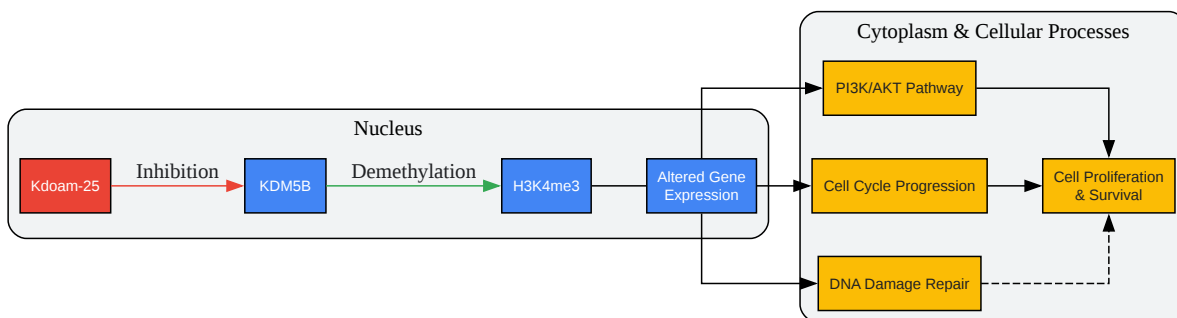 Cytoplasm & Cellular Processes
PI3K/AKT Pathway
Nucleus
Kdoam-25
Inhibition
KDM5B
Demethylation
H3K4me3
Altered Gene
Expression
Cell Cycle Progression
Cell Proliferation
& Survival
DNA Damage Repair